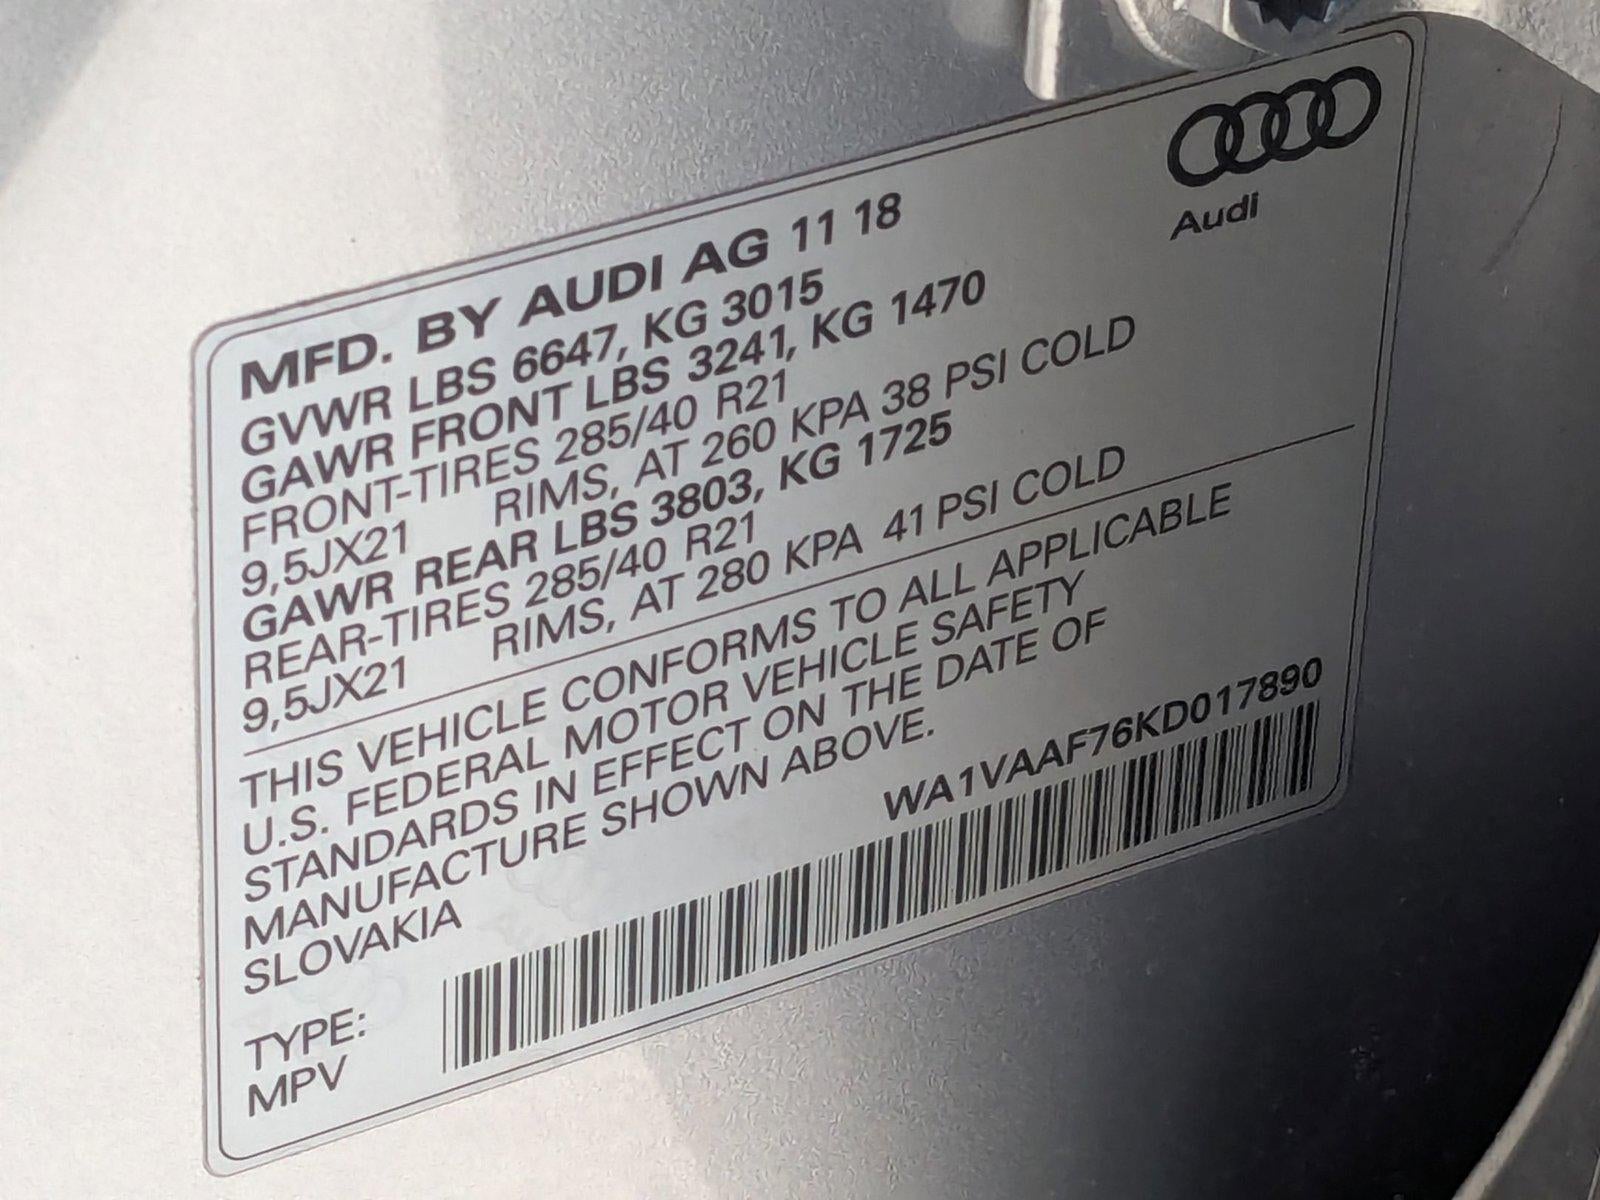 Audi
MFD. BY AUDI AG 11 18
GVWR LBS 6647, KG 3015
GAWR FRONT LBS 3241, KG 1470
FRONT-TIRES 285/40 R21
9,5JX21 RIMS, AT 260 KPA 38 PSI COLD
GAWR REAR LBS 3803, KG 1725
REAR-TIRES 285/40 R21
9,5JX21 RIMS, AT 280 KPA 41 PSI COLD
THIS VEHICLE CONFORMS TO ALL APPLICABLE
U.S. FEDERAL MOTOR VEHICLE SAFETY
STANDARDS IN EFFECT ON THE DATE OF
MANUFACTURE SHOWN ABOVE.
SLOVAKIA
WA1VAAF76KD017890
TYPE:
MPV